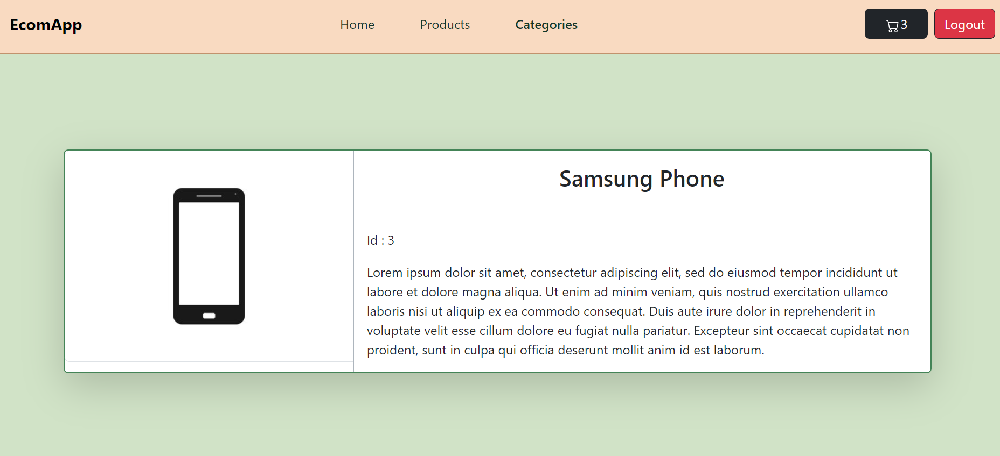 EcomApp
Home
Products
Categories
3
Logout
Samsung Phone
Id : 3
Lorem ipsum dolor sit amet, consectetur adipiscing elit, sed do eiusmod tempor incididunt ut
labore et dolore magna aliqua. Ut enim ad minim veniam, quis nostrud exercitation ullamco
laboris nisi ut aliquip ex ea commodo consequat. Duis aute irure dolor in reprehenderit in
voluptate velit esse cillum dolore eu fugiat nulla pariatur. Excepteur sint occaecat cupidatat non
proident, sunt in culpa qui officia deserunt mollit anim id est laborum.